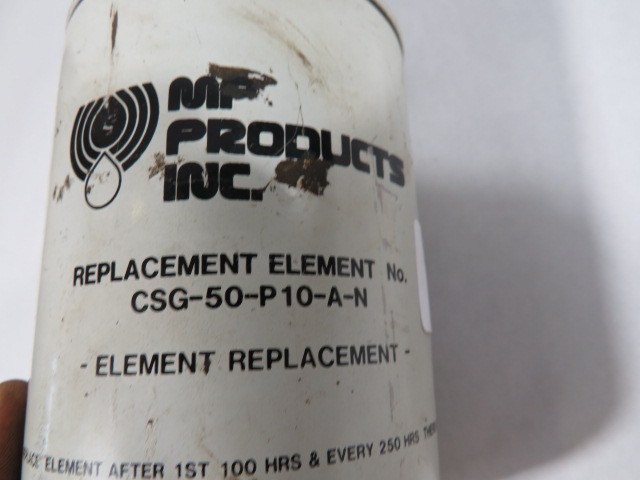 MP
PRODUCTS
INC.
REPLACEMENT ELEMENT No.
CSG-50-P10-A-N
- ELEMENT REPLACEMENT -
ELEMENT AFTER 1ST 100 HRS & EVERY 250 HRS